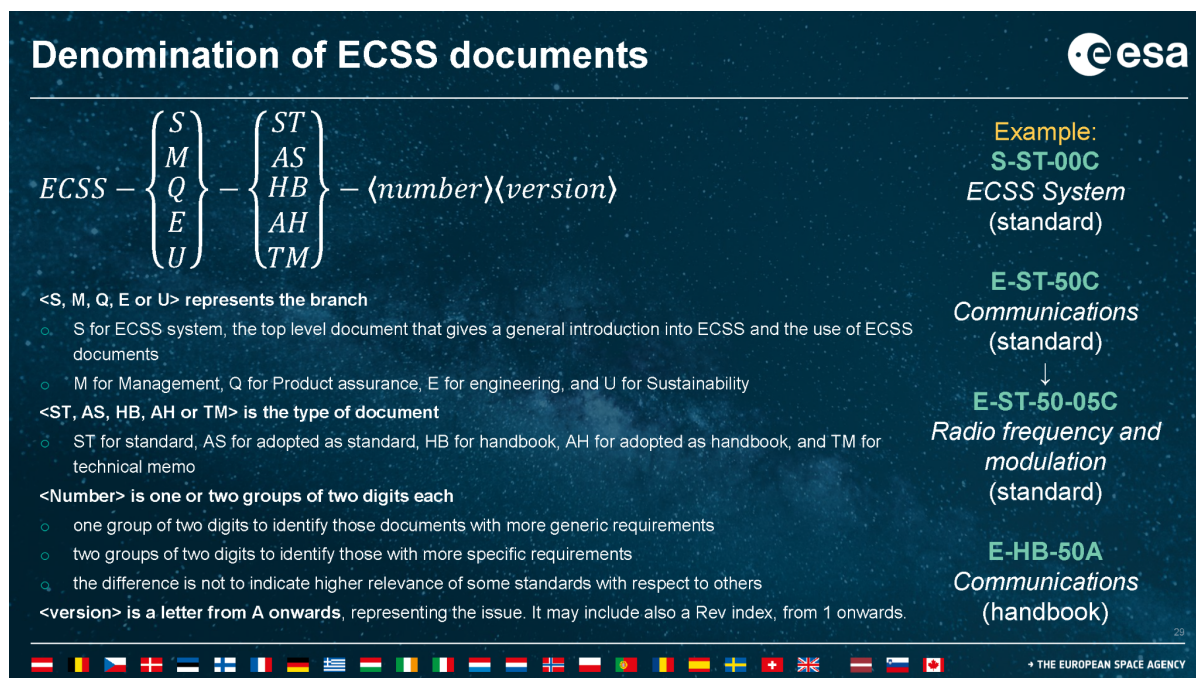 Denomination of ECSS documents
esa
ECSS − {S M Q E U} − {ST AS HB AH TM} − ⟨number⟩⟨version⟩
<S, M, Q, E or U> represents the branch
o S for ECSS system, the top level document that gives a general introduction into ECSS and the use of ECSS
documents
o M for Management, Q for Product assurance, E for engineering, and U for Sustainability
<ST, AS, HB, AH or TM> is the type of document
o ST for standard, AS for adopted as standard, HB for handbook, AH for adopted as handbook, and TM for
technical memo
<Number> is one or two groups of two digits each
o one group of two digits to identify those documents with more generic requirements
o two groups of two digits to identify those with more specific requirements
o the difference is not to indicate higher relevance of some standards with respect to others
<version> is a letter from A onwards, representing the issue. It may include also a Rev index, from 1 onwards.
Example:
S-ST-00C
ECSS System
(standard)
E-ST-50C
Communications
(standard)
↓
E-ST-50-05C
Radio frequency and
modulation
(standard)
E-HB-50A
Communications
(handbook)
29
→ THE EUROPEAN SPACE AGENCY